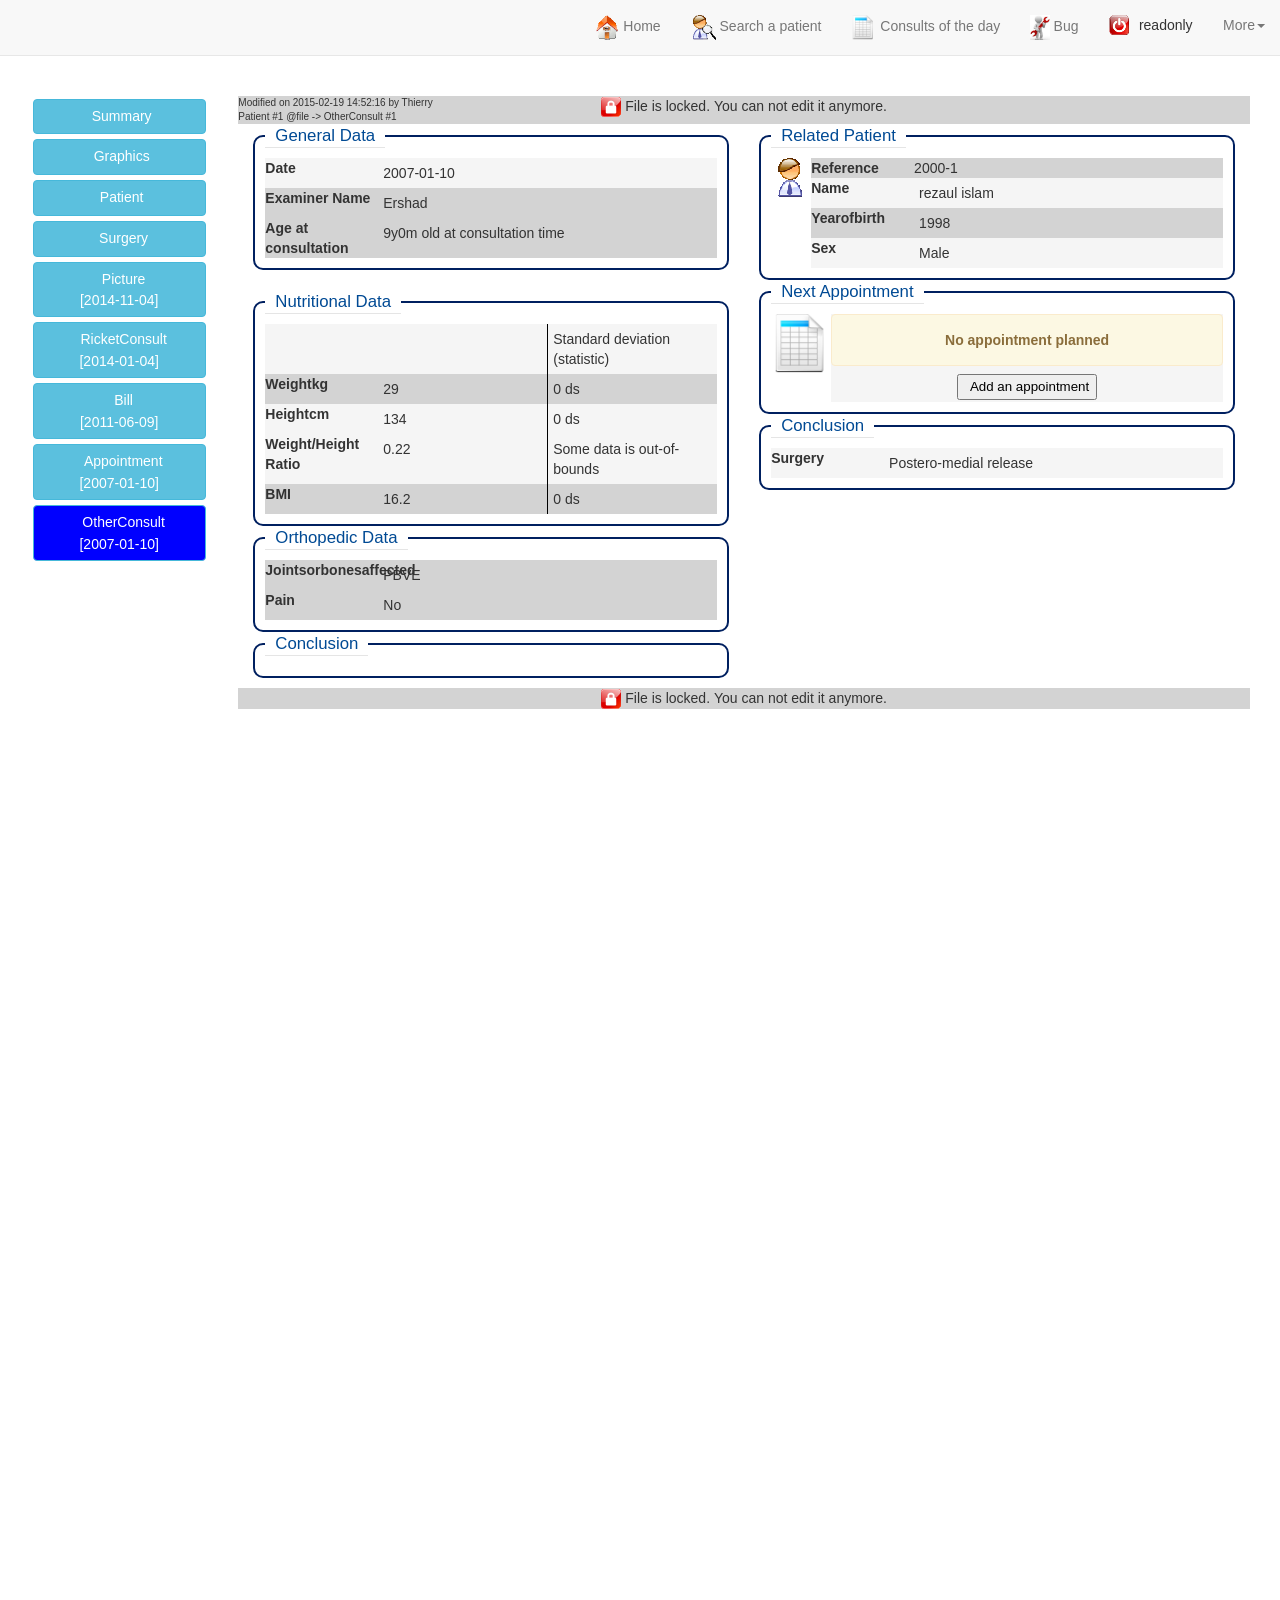 Home Search a patient Consults of the day Bug readonly More
Summary
Graphics
Patient
Surgery
Picture
[2014-11-04]
RicketConsult
[2014-01-04]
Bill
[2011-06-09]
Appointment
[2007-01-10]
OtherConsult
[2007-01-10]
Modified on 2015-02-19 14:52:16 by Thierry
Patient #1 @file -> OtherConsult #1
File is locked. You can not edit it anymore.
General Data
Date 2007-01-10
Examiner Name Ershad
Age at
consultation 9y0m old at consultation time
Nutritional Data
Standard deviation
(statistic)
Weightkg 29 0 ds
Heightcm 134 0 ds
Weight/Height
Ratio 0.22 Some data is out-of-
bounds
BMI 16.2 0 ds
Orthopedic Data
Jointsorbonesaffected PBVE
Pain No
Conclusion
Related Patient
Reference 2000-1
Name rezaul islam
Yearofbirth 1998
Sex Male
Next Appointment
No appointment planned
Add an appointment
Conclusion
Surgery Postero-medial release
File is locked. You can not edit it anymore.